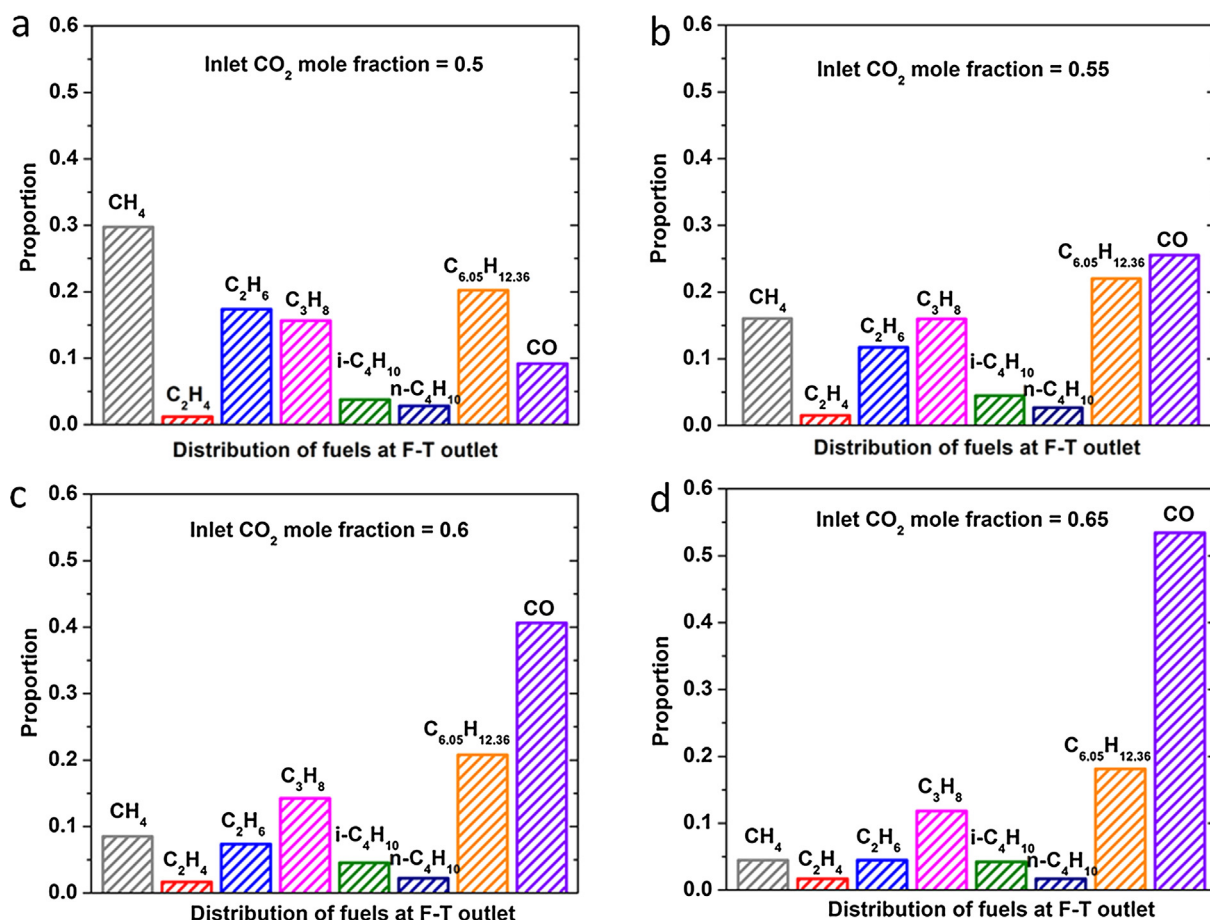 a
Inlet CO2 mole fraction = 0.5
Proportion
0.6
0.5
0.4
0.3
0.2
0.1
0.0
CH4
C2H4
C2H6
C3H8
i-C4H10
n-C4H10
C6.05H12.36
CO
Distribution of fuels at F-T outlet
b
Inlet CO2 mole fraction = 0.55
Proportion
0.6
0.5
0.4
0.3
0.2
0.1
0.0
CH4
C2H4
C2H6
C3H8
i-C4H10
n-C4H10
C6.05H12.36
CO
Distribution of fuels at F-T outlet
c
Inlet CO2 mole fraction = 0.6
Proportion
0.6
0.5
0.4
0.3
0.2
0.1
0.0
CH4
C2H4
C2H6
C3H8
i-C4H10
n-C4H10
C6.05H12.36
CO
Distribution of fuels at F-T outlet
d
Inlet CO2 mole fraction = 0.65
Proportion
0.6
0.5
0.4
0.3
0.2
0.1
0.0
CH4
C2H4
C2H6
C3H8
i-C4H10
n-C4H10
C6.05H12.36
CO
Distribution of fuels at F-T outlet